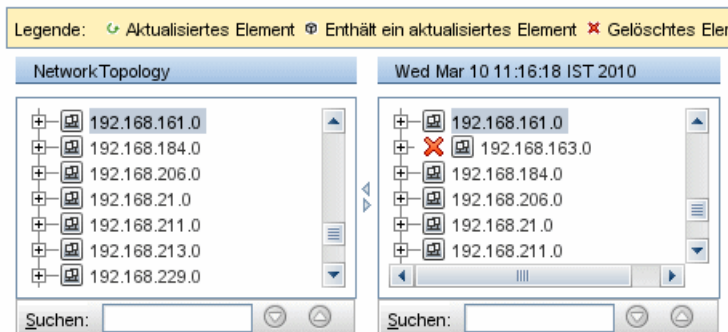 Legende: Aktualisiertes Element Enthält ein aktualisiertes Element Gelöschtes
NetworkTopology
192.168.161.0
192.168.184.0
192.168.206.0
192.168.21.0
192.168.211.0
192.168.213.0
192.168.229.0
Suchen:
Wed Mar 10 11:16:18 IST 2010
192.168.161.0
192.168.163.0
192.168.184.0
192.168.206.0
192.168.21.0
192.168.211.0
Suchen: